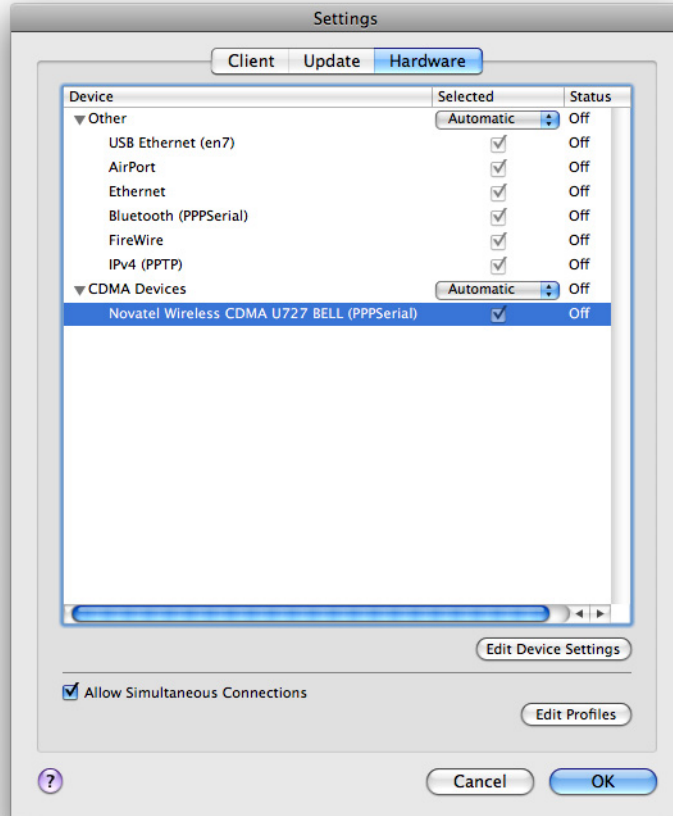 Settings
Client Update Hardware
Device Selected Status
Other Automatic Off
USB Ethernet (en7) Off
AirPort Off
Ethernet Off
Bluetooth (PPPSerial) Off
FireWire Off
IPv4 (PPTP) Off
CDMA Devices Automatic Off
Novatel Wireless CDMA U727 BELL (PPPSerial) Off
Edit Device Settings
Allow Simultaneous Connections
Edit Profiles
? Cancel OK